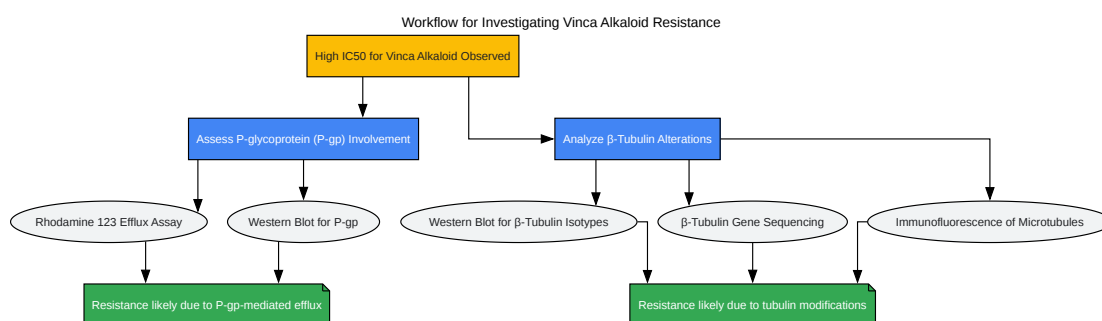 Workflow for Investigating Vinca Alkaloid Resistance
High IC50 for Vinca Alkaloid Observed
Assess P-glycoprotein (P-gp) Involvement
Analyze β-Tubulin Alterations
Rhodamine 123 Efflux Assay
Western Blot for P-gp
Western Blot for β-Tubulin Isotypes
β-Tubulin Gene Sequencing
Immunofluorescence of Microtubules
Resistance likely due to P-gp-mediated efflux
Resistance likely due to tubulin modifications